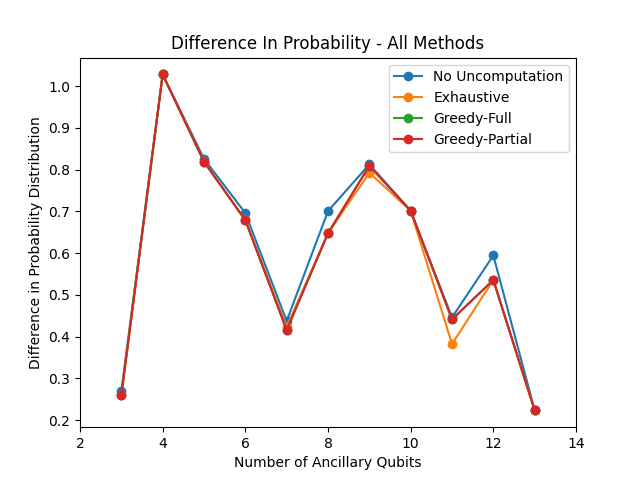 Difference In Probability - All Methods
No Uncomputation
Exhaustive
Greedy-Full
Greedy-Partial
Difference in Probability Distribution
1.0
0.9
0.8
0.7
0.6
0.5
0.4
0.3
0.2
2 4 6 8 10 12 14
Number of Ancillary Qubits